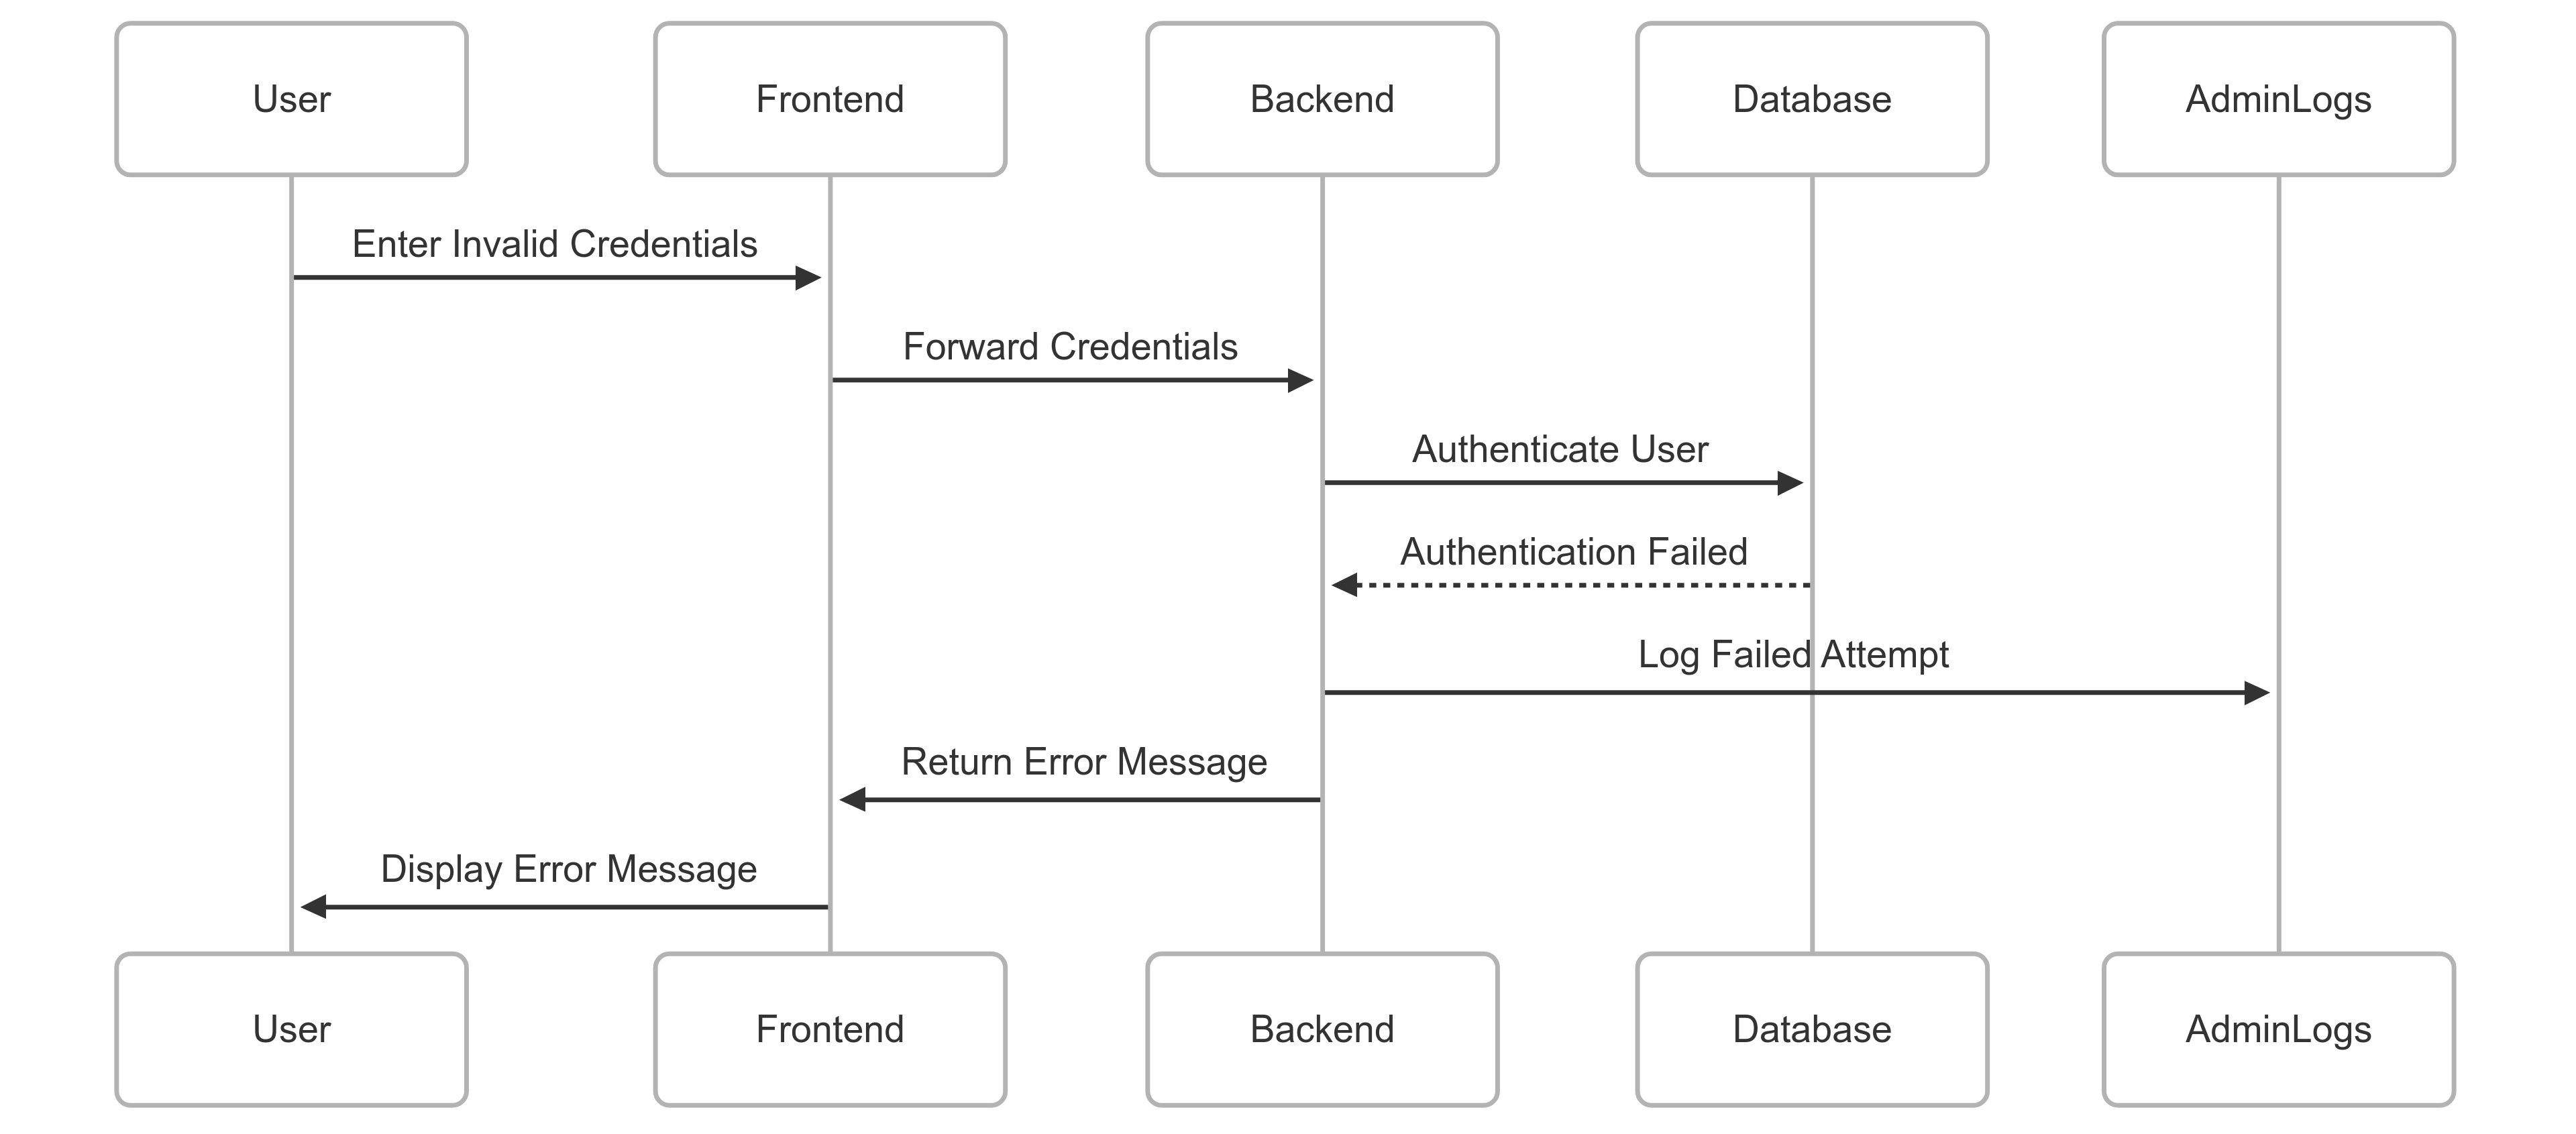 User
Frontend
Backend
Database
AdminLogs
Enter Invalid Credentials
Forward Credentials
Authenticate User
Authentication Failed
Log Failed Attempt
Return Error Message
Display Error Message
User
Frontend
Backend
Database
AdminLogs